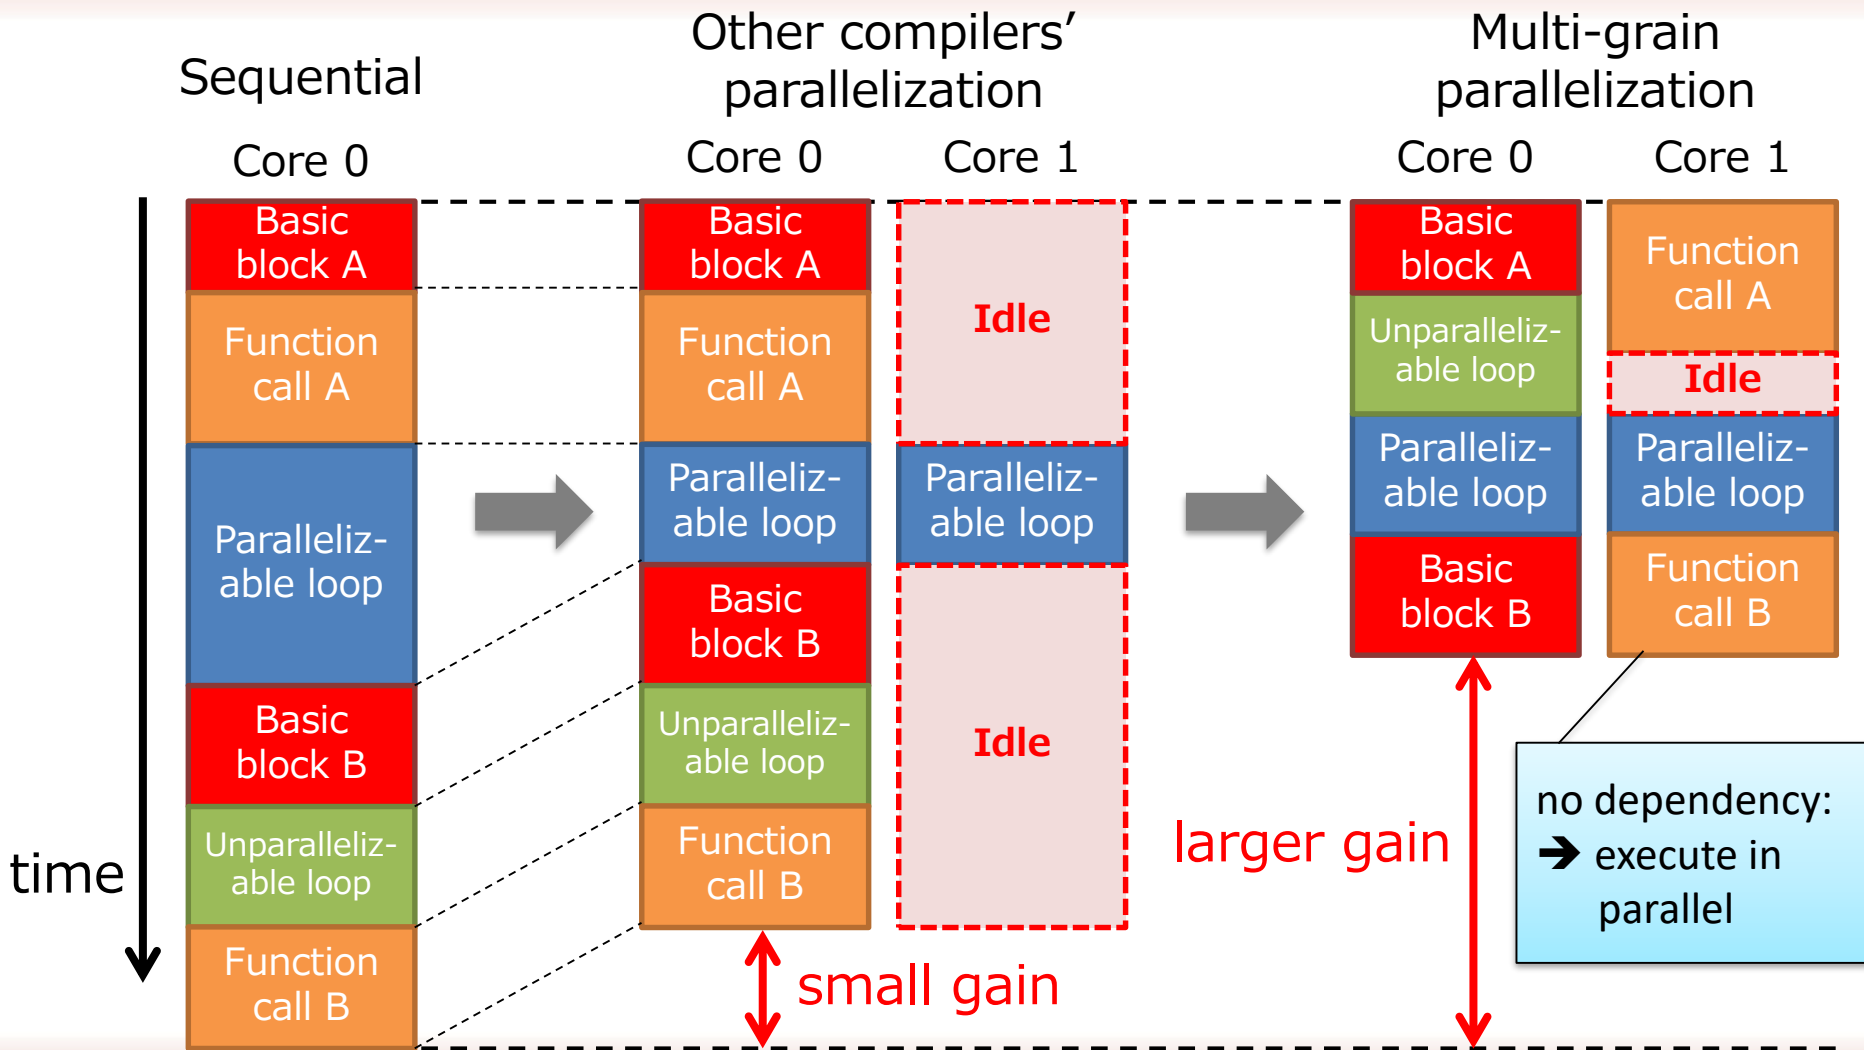 Sequential
Core 0
Basic
block A
Function
call A
Paralleliz-
able loop
Basic
block B
Unparalleliz-
able loop
Function
call B
time
Other compilers’
parallelization
Core 0
Core 1
Basic
block A
Function
call A
Paralleliz-
able loop
Basic
block B
Unparalleliz-
able loop
Function
call B
Idle
Paralleliz-
able loop
Idle
small gain
Multi-grain
parallelization
Core 0
Core 1
Basic
block A
Unparalleliz-
able loop
Paralleliz-
able loop
Basic
block B
Function
call A
Idle
Paralleliz-
able loop
Function
call B
larger gain
no dependency:
➔ execute in
parallel